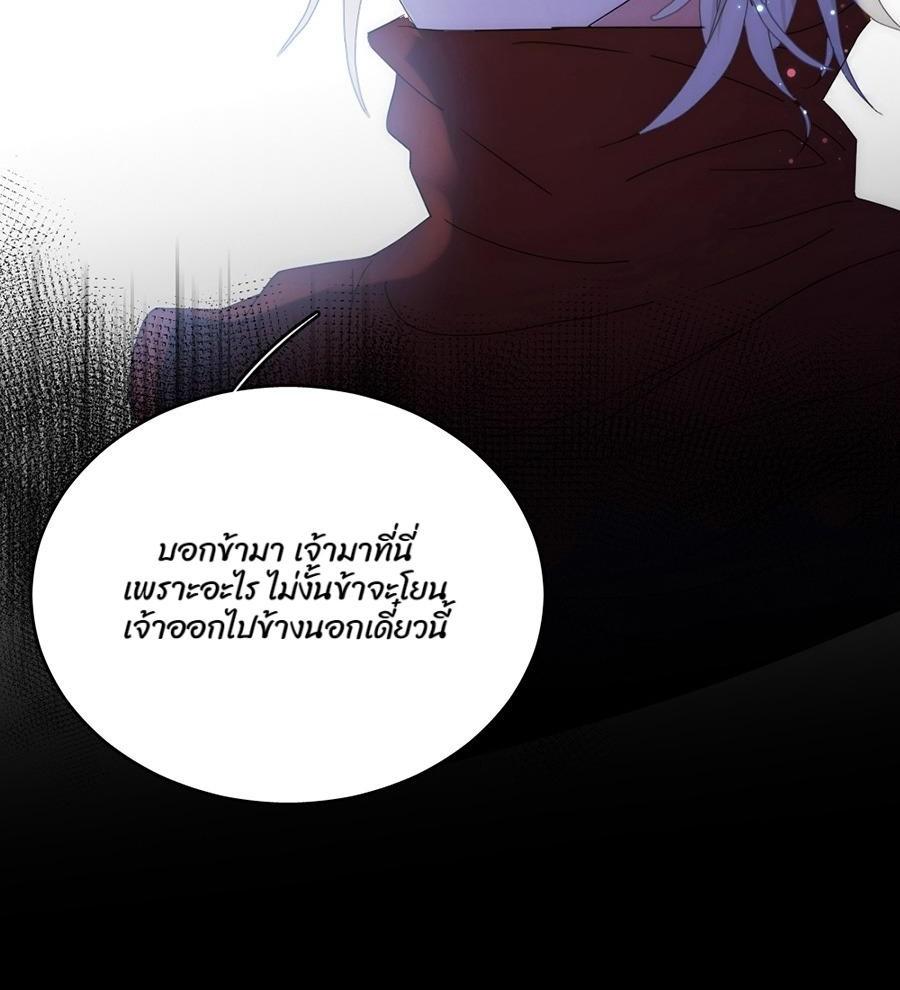 บอกข้ามา เจ้ามาที่นี่
เพราะอะไร ไม่งั้นข้าจะโยน
เจ้าออกไปข้างนอกเดี๋ยวนี้